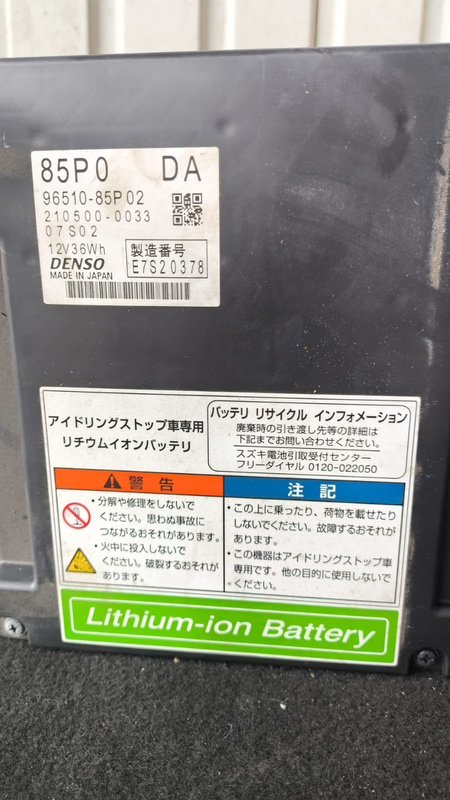 85P0 DA
96510-85P02
210500-0033
07S02
12V36Wh
DENSO
MADE IN JAPAN
製造番号
E7S20378
アイドリングストップ車専用
リチウムイオンバッテリ
バッテリ リサイクル インフォメーション
廃棄時の引き渡し先等の詳細は
下記までお問い合わせください。
スズキ電池引取受付センター
フリーダイヤル 0120-022050
警告
・分解や修理をしないで
ください。思わぬ事故に
つながるおそれがあります。
・火中に投入しないで
ください。破裂するおそれが
あります。
注記
・この上に乗ったり、荷物を載せたり
しないでください。故障するおそれが
あります。
・この機器はアイドリングストップ車
専用です。他の目的に使用しないで
ください。
Lithium-ion Battery